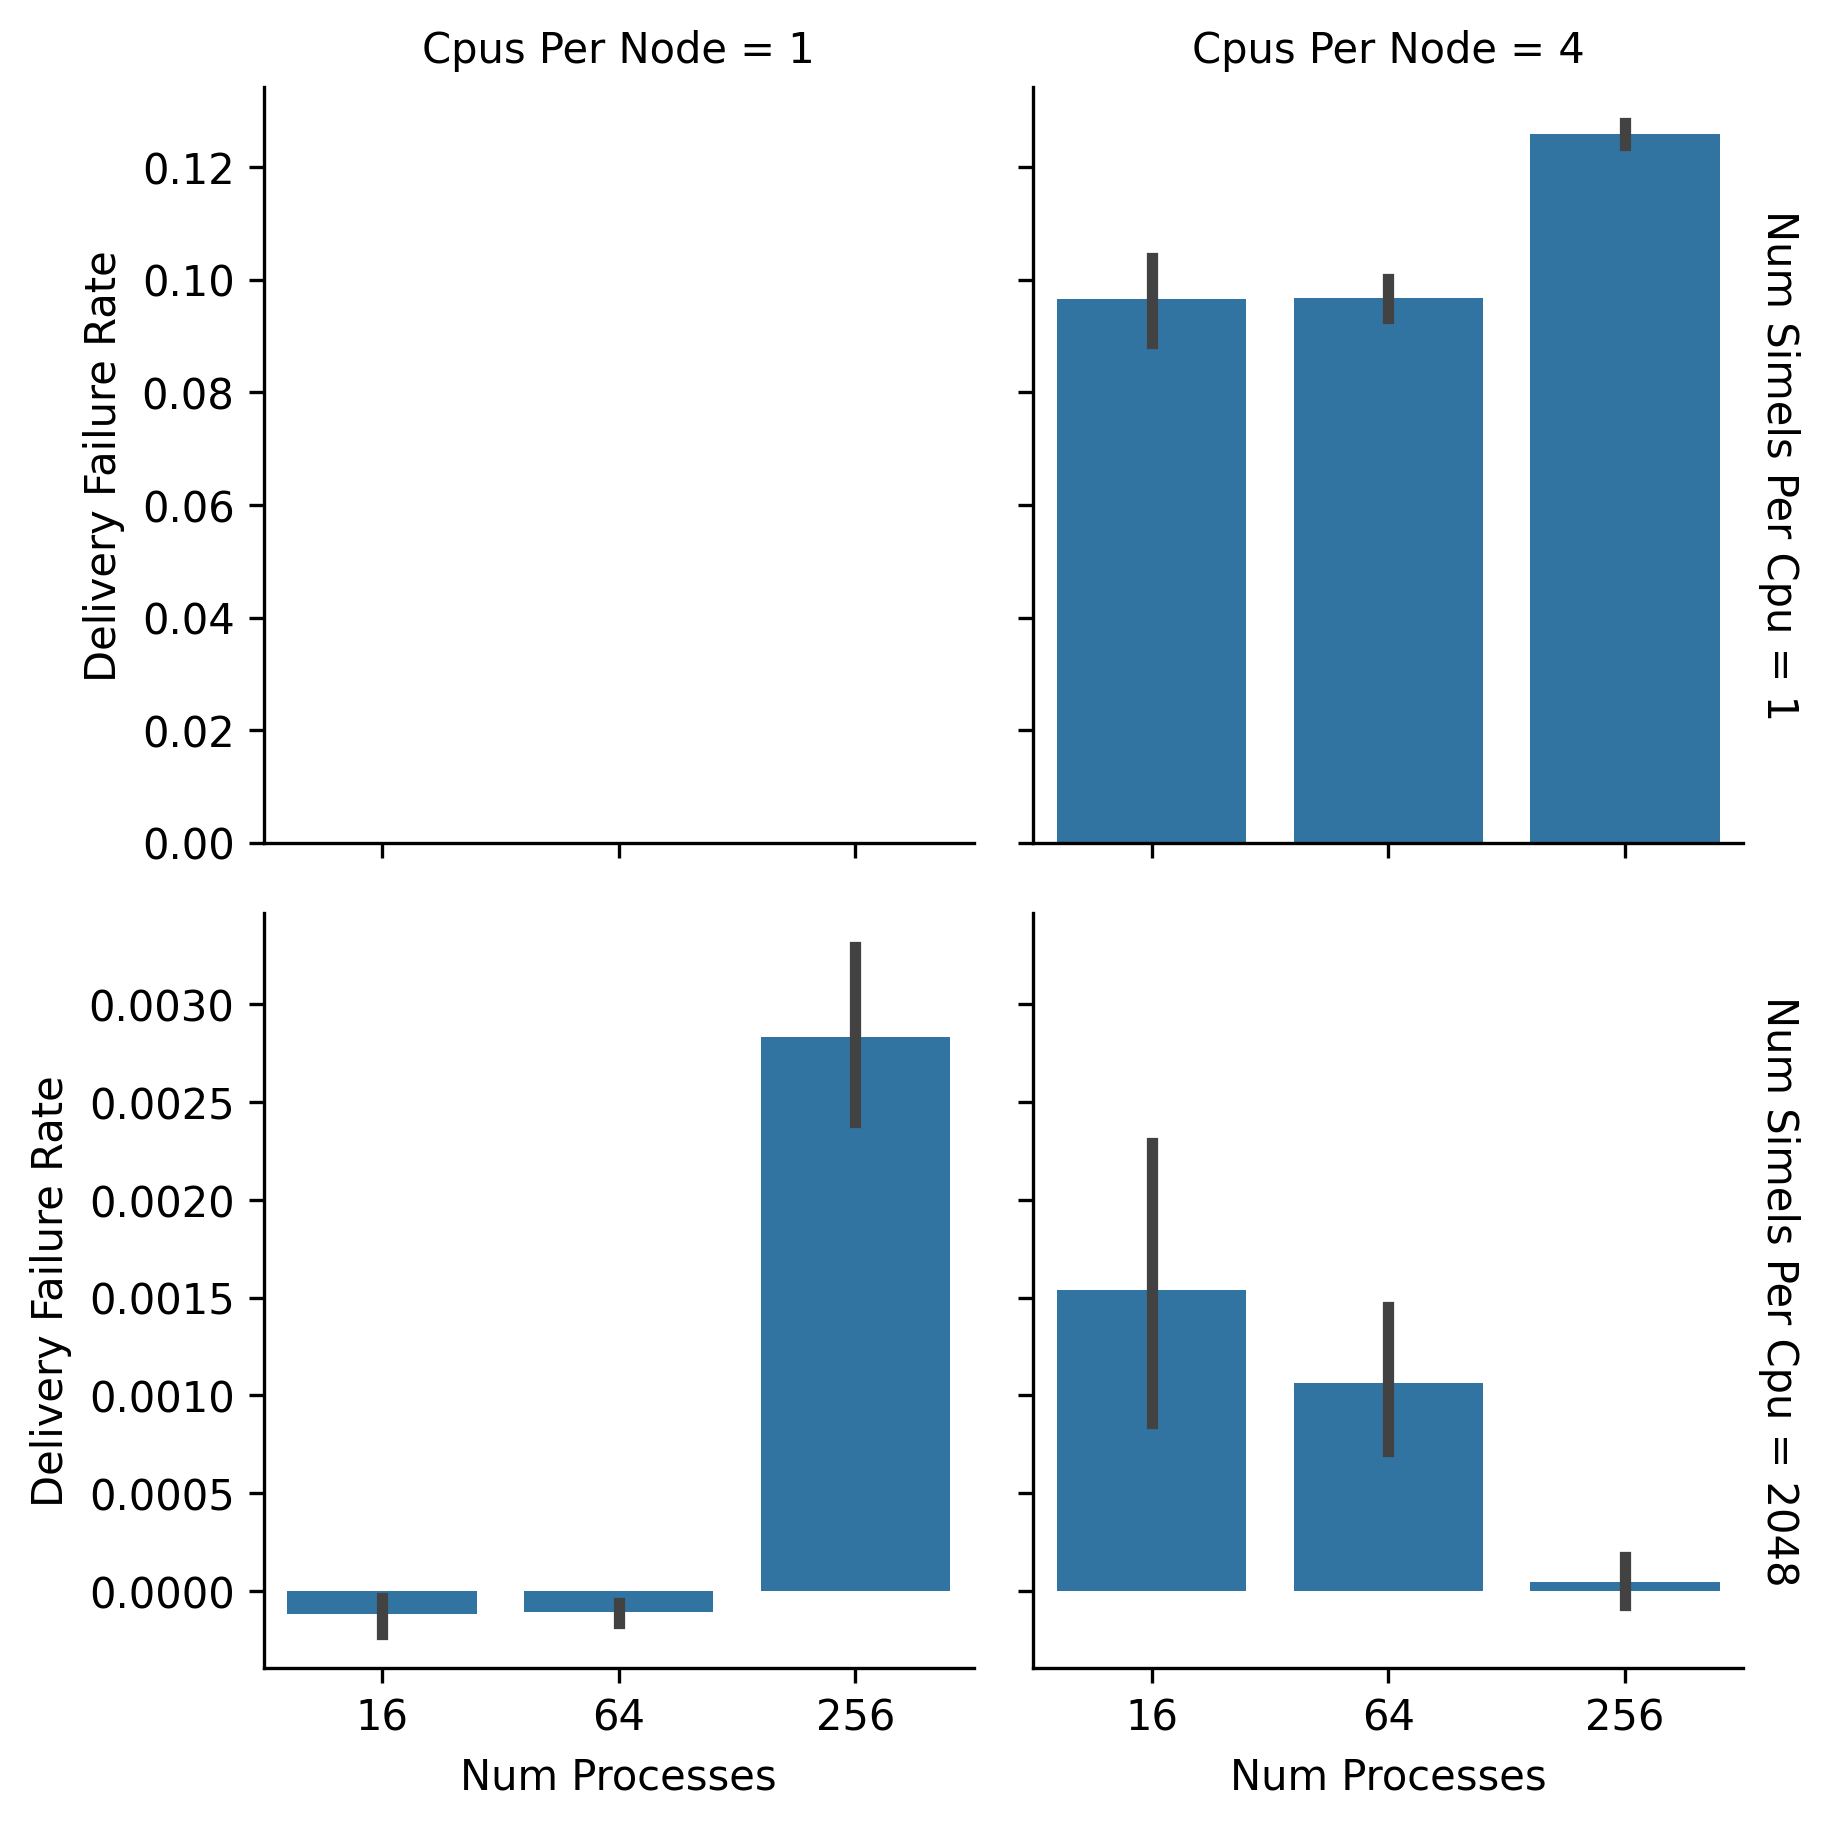 Cpus Per Node = 1
Cpus Per Node = 4
0.12
0.10
0.08
0.06
0.04
0.02
0.00
Delivery Failure Rate
Num Simels Per Cpu = 1
0.0030
0.0025
0.0020
0.0015
0.0010
0.0005
0.0000
Delivery Failure Rate
Num Simels Per Cpu = 2048
16 64 256
16 64 256
Num Processes
Num Processes